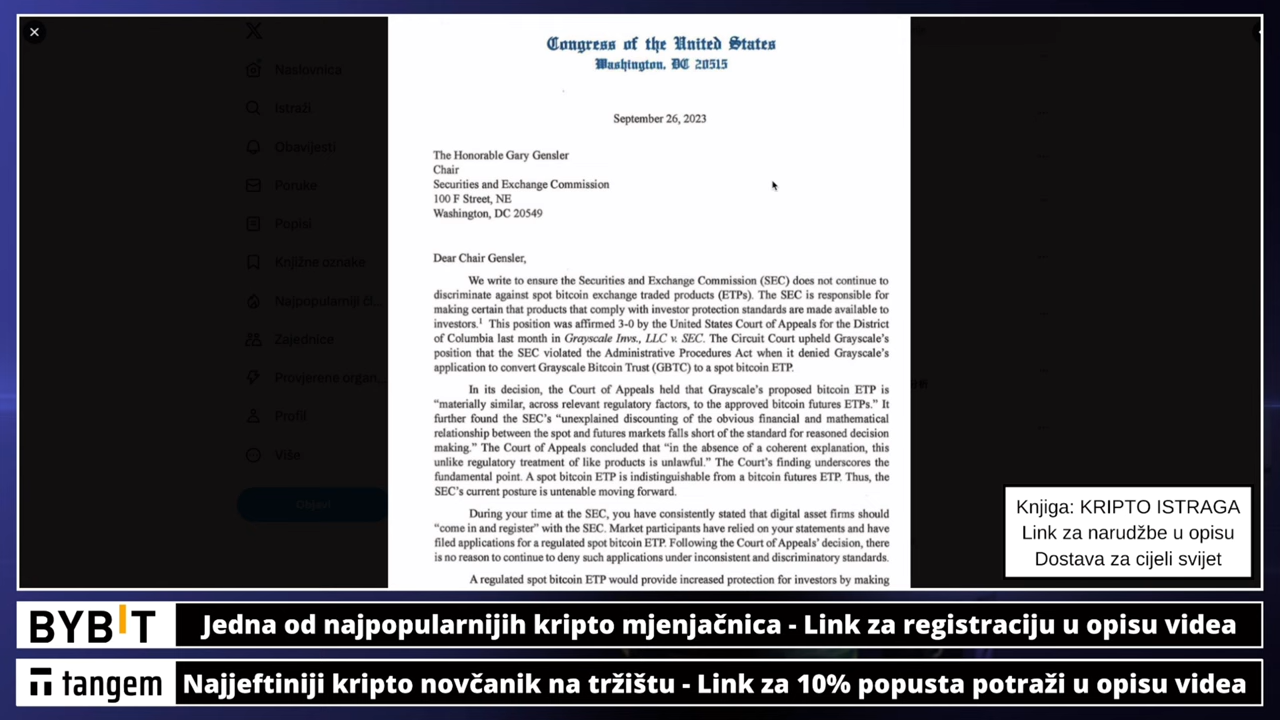 Congress of the United States
Washington, DC 20515
September 26, 2023
The Honorable Gary Gensler
Chair
Securities and Exchange Commission
100 F Street, NE
Washington, DC 20549
Dear Chair Gensler,
We write to ensure the Securities and Exchange Commission (SEC) does not continue to
discriminate against spot bitcoin exchange traded products (ETPs). The SEC is responsible for
making certain that products that comply with investor protection standards are made available to
investors.¹ This position was affirmed 3-0 by the United States Court of Appeals for the District
of Columbia last month in Grayscale Invs., LLC v. SEC. The Circuit Court upheld Grayscale's
position that the SEC violated the Administrative Procedures Act when it denied Grayscale's
application to convert Grayscale Bitcoin Trust (GBTC) to a spot bitcoin ETP.
In its decision, the Court of Appeals held that Grayscale's proposed bitcoin ETP is
“materially similar, across relevant regulatory factors, to the approved bitcoin futures ETPs.” It
further found the SEC's “unexplained discounting of the obvious financial and mathematical
relationship between the spot and futures markets falls short of the standard for reasoned decision
making.” The Court of Appeals concluded that “in the absence of a coherent explanation, this
unlike regulatory treatment of like products is unlawful.” The Court's finding underscores the
fundamental point. A spot bitcoin ETP is indistinguishable from a bitcoin futures ETP. Thus, the
SEC's current posture is untenable moving forward.
During your time at the SEC, you have consistently stated that digital asset firms should
“come in and register” with the SEC. Market participants have relied on your statements and have
filed applications for a regulated spot bitcoin ETP. Following the Court of Appeals' decision, there
is no reason to continue to deny such applications under inconsistent and discriminatory standards.
A regulated spot bitcoin ETP would provide increased protection for investors by making
Naslovnica
Istraži
Obavijesti
Poruke
Popisi
Knjižne oznake
Najpopularniji čl...
Zajednice
Provjerene organ...
Profil
Više
Objavi
Knjiga: KRIPTO ISTRAGA
Link za narudžbe u opisu
Dostava za cijeli svijet
BYBIT
Jedna od najpopularnijih kripto mjenjačnica - Link za registraciju u opisu videa
tangem
Najjeftiniji kripto novčanik na tržištu - Link za 10% popusta potraži u opisu videa